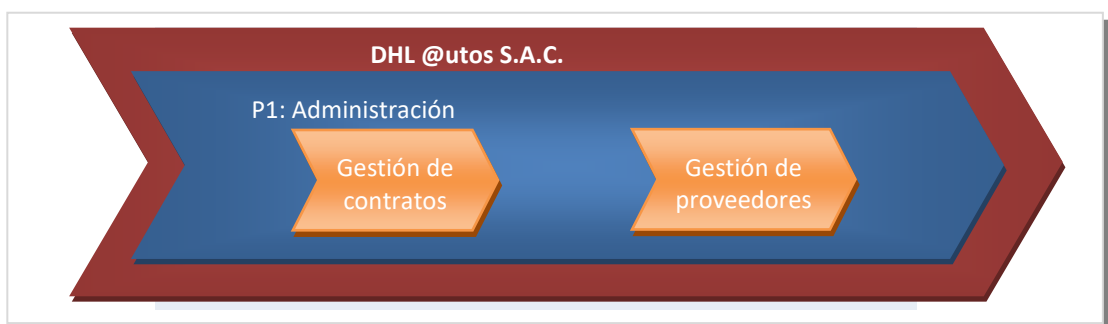 DHL @utos S.A.C.
P1: Administración
Gestión de
contratos
Gestión de
proveedores